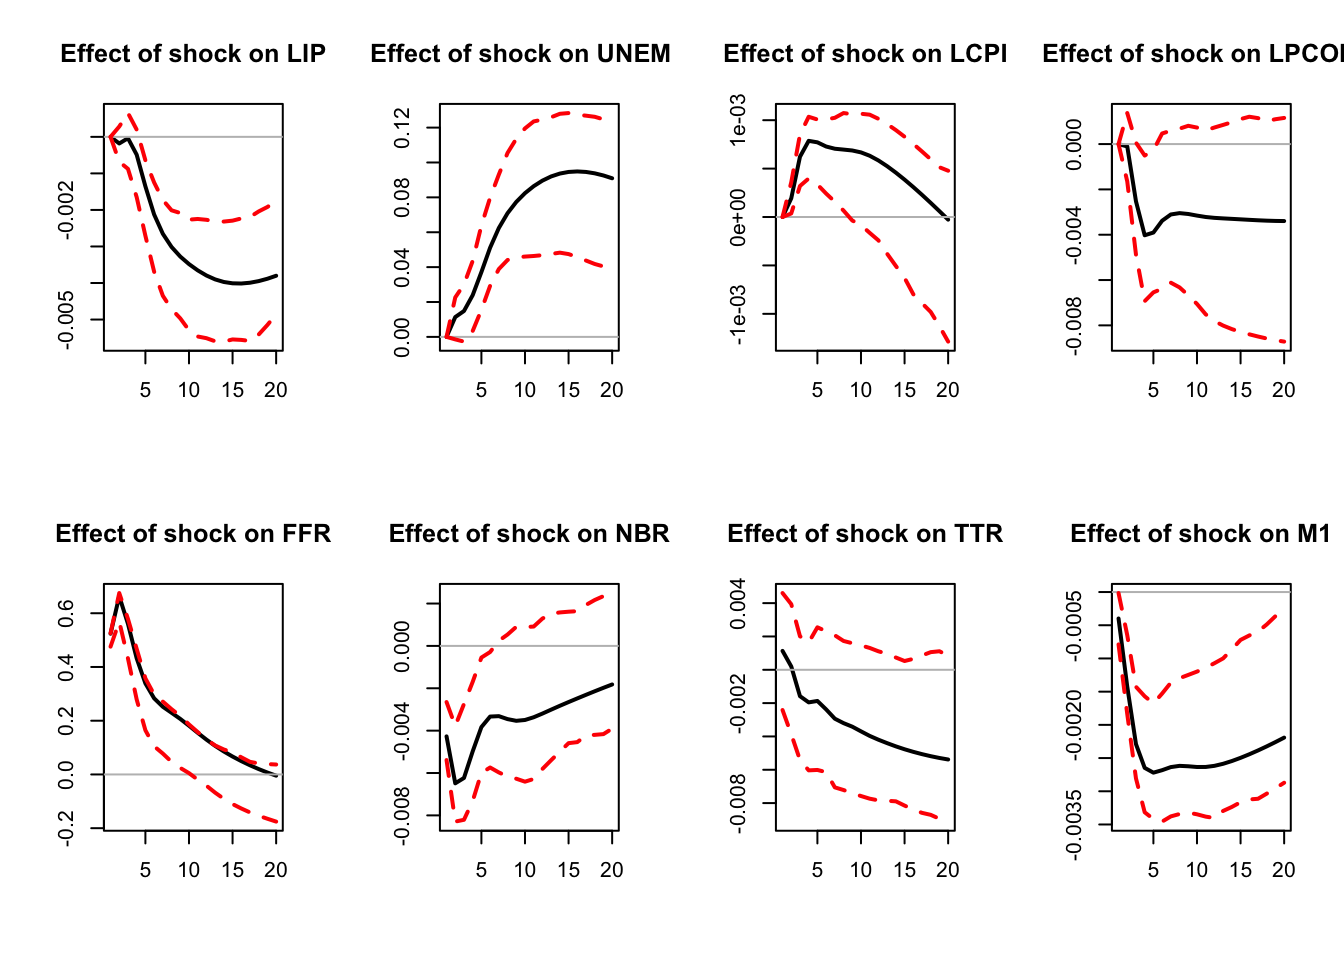 Effect of shock on LIP
Effect of shock on UNEM
Effect of shock on LCPI
Effect of shock on LPCO
-0.002
-0.005
5 10 15 20
0.12
0.08
0.04
0.00
5 10 15 20
1e-03
0e+00
-1e-03
5 10 15 20
0.000
-0.004
-0.008
5 10 15 20
Effect of shock on FFR
Effect of shock on NBR
Effect of shock on TTR
Effect of shock on M1
0.6
0.4
0.2
0.0
-0.2
5 10 15 20
0.000
-0.004
-0.008
5 10 15 20
0.004
-0.002
-0.008
5 10 15 20
-0.0005
-0.0020
-0.0035
5 10 15 20